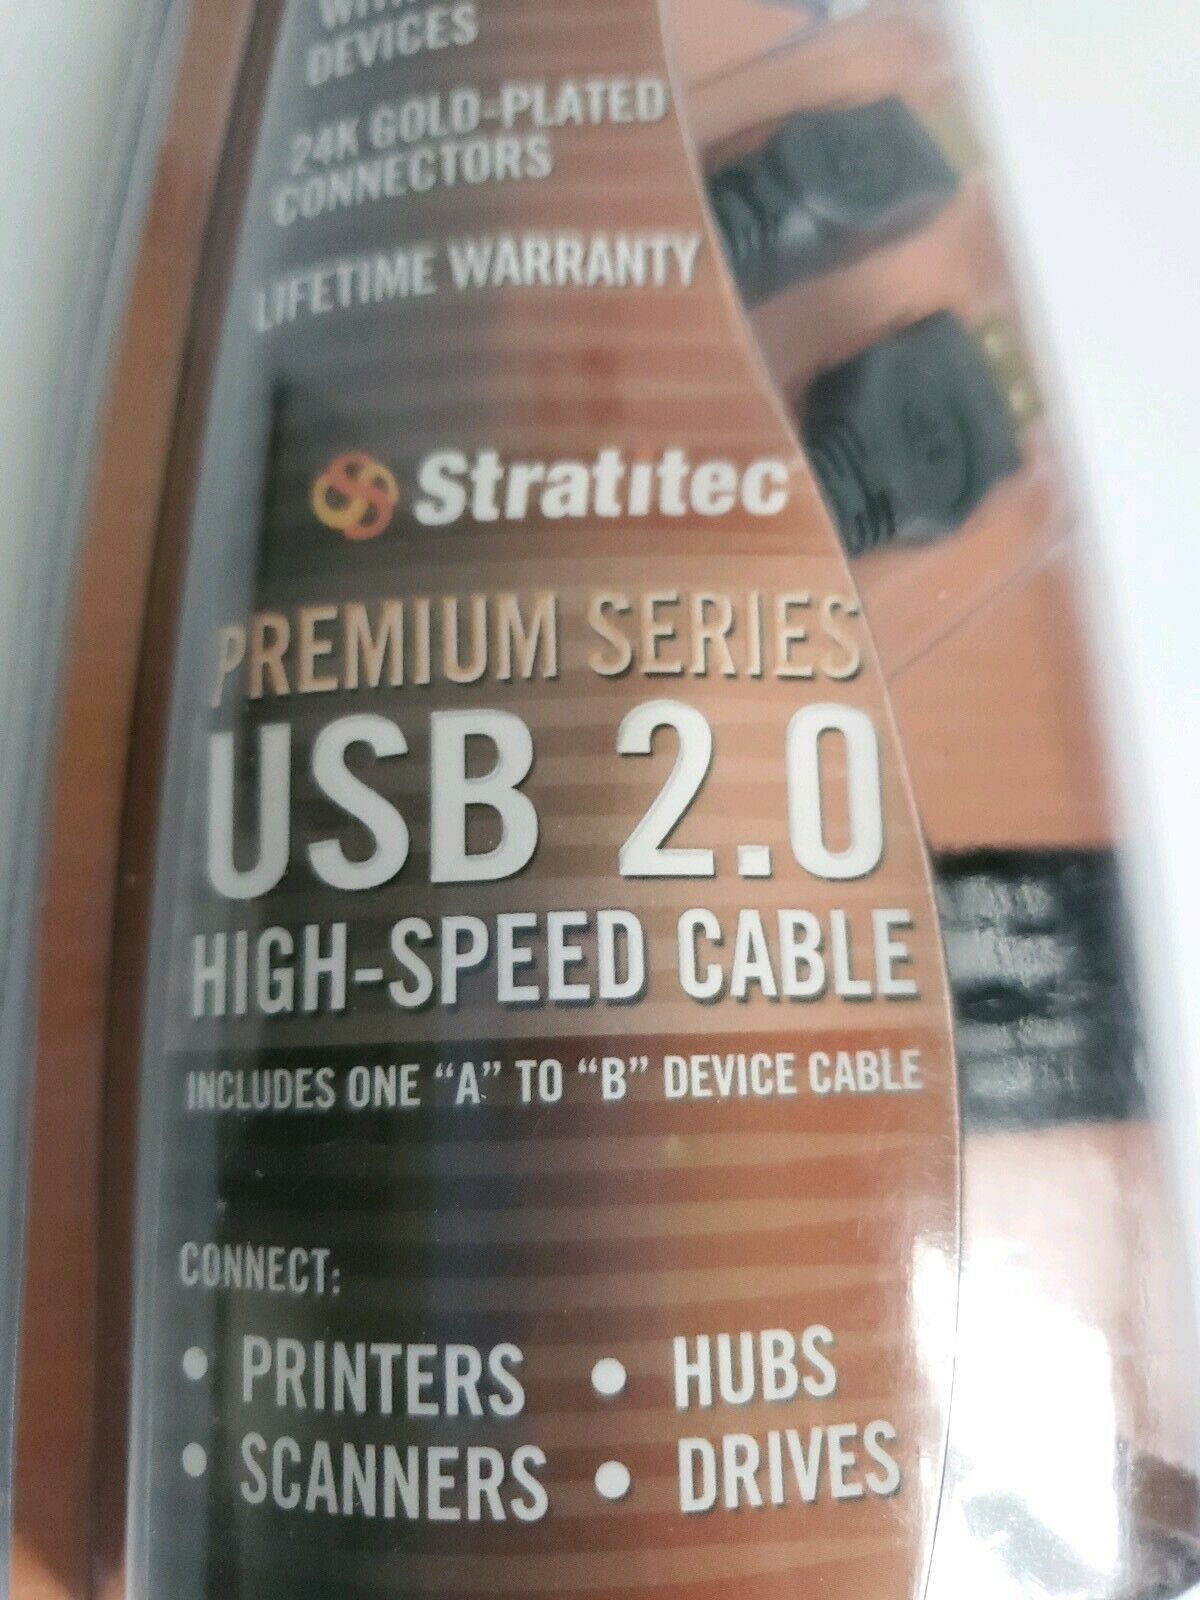 DEVICES
24K GOLD-PLATED
CONNECTORS
LIFETIME WARRANTY
Stratitec
PREMIUM SERIES
USB 2.0
HIGH-SPEED CABLE
INCLUDES ONE “A” TO “B” DEVICE CABLE
CONNECT:
• PRINTERS • HUBS
• SCANNERS • DRIVES